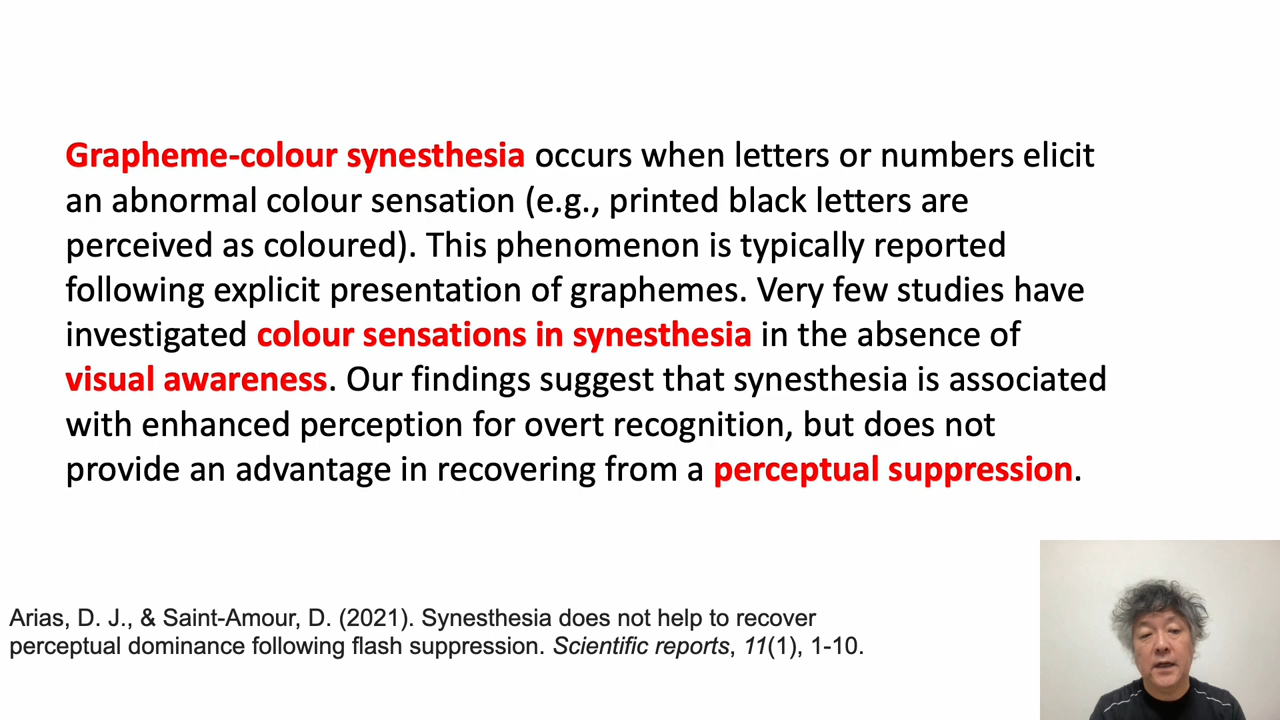 Grapheme-colour synesthesia occurs when letters or numbers elicit
an abnormal colour sensation (e.g., printed black letters are
perceived as coloured). This phenomenon is typically reported
following explicit presentation of graphemes. Very few studies have
investigated colour sensations in synesthesia in the absence of
visual awareness. Our findings suggest that synesthesia is associated
with enhanced perception for overt recognition, but does not
provide an advantage in recovering from a perceptual suppression.
Arias, D. J., & Saint-Amour, D. (2021). Synesthesia does not help to recover
perceptual dominance following flash suppression. Scientific reports, 11(1), 1-10.